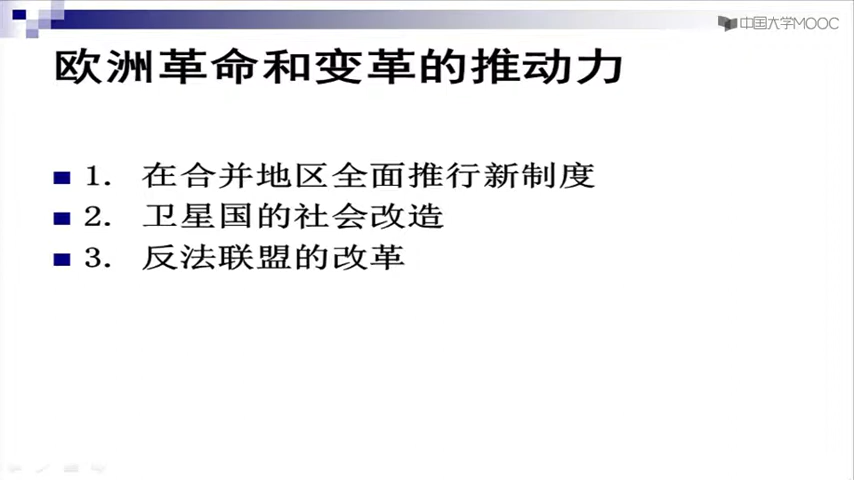 中国大学MOOC
欧洲革命和变革的推动力
1. 在合并地区全面推行新制度
2. 卫星国的社会改造
3. 反法联盟的改革